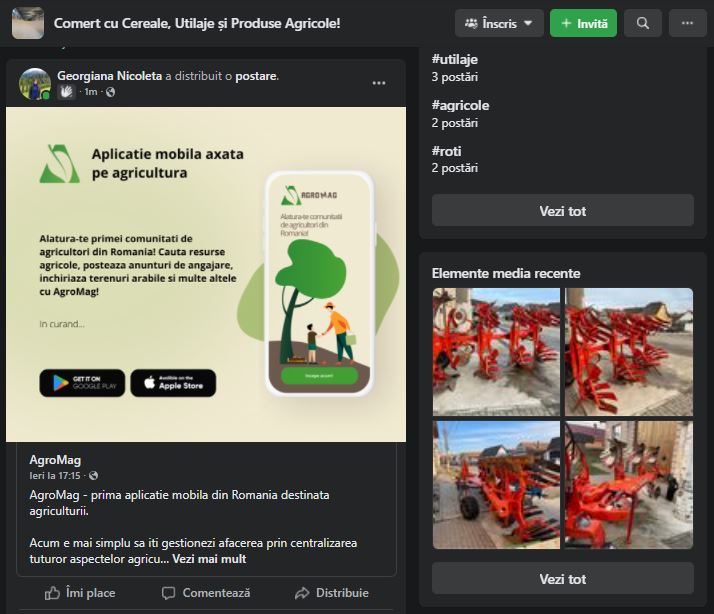 Comert cu Cereale, Utilaje și Produse Agricole!
Înscris
+ Invită
Georgiana Nicoleta a distribuit o postare.
· 1m ·
Aplicatie mobila axata
pe agricultura
Alatura-te primei comunitati de
agricultori din Romania! Cauta resurse
agricole, posteaza anunturi de angajare,
inchiriaza terenuri arabile si multe altele
cu AgroMag!
In curand...
GET IT ON
GOOGLE PLAY
Available on the
Apple Store
AGROMAG
Alatura-te comunitatii
de agricultori din
Romania!
Incepe acum!
AgroMag
Ieri la 17:15 ·
AgroMag - prima aplicatie mobila din Romania destinata
agriculturii.
Acum e mai simplu sa iti gestionezi afacerea prin centralizarea
tuturor aspectelor agricu... Vezi mai mult
Îmi place
Comentează
Distribuie
#utilaje
3 postări
#agricole
2 postări
#roti
2 postări
Vezi tot
Elemente media recente
Vezi tot